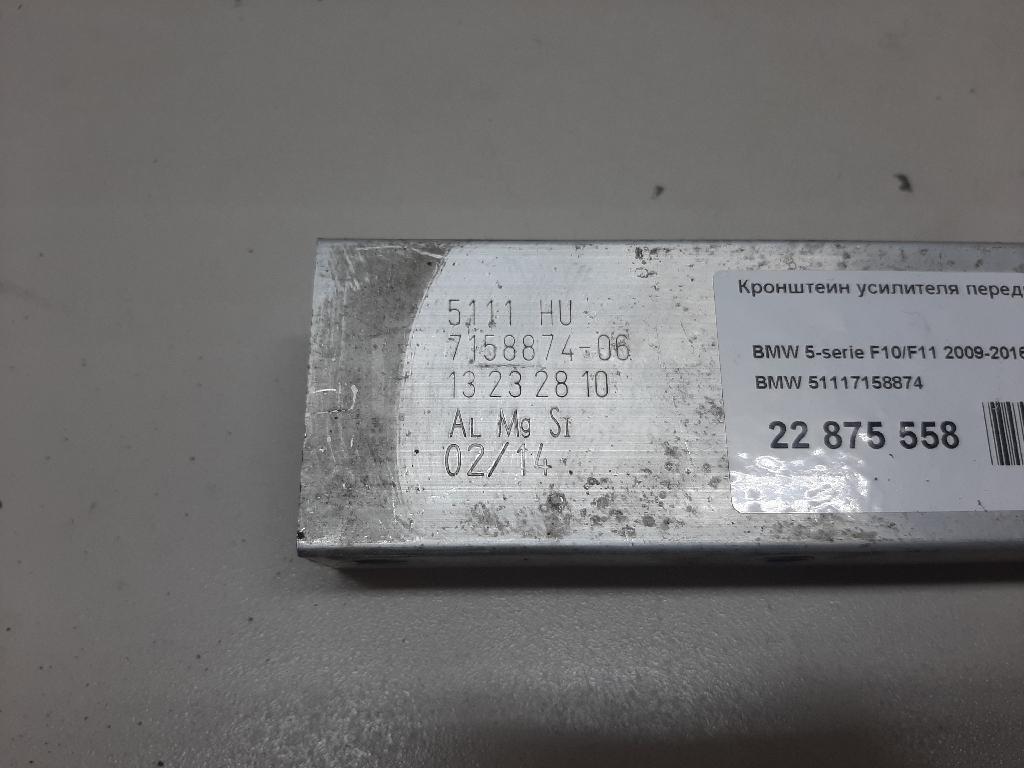 5111 HU
7158874-06
13 23 28 10
AL Mg SI
02/14
Кронштеин усилителя
BMW 5-serie F10/F11 2009-2016
BMW 51117158874
22 875 558